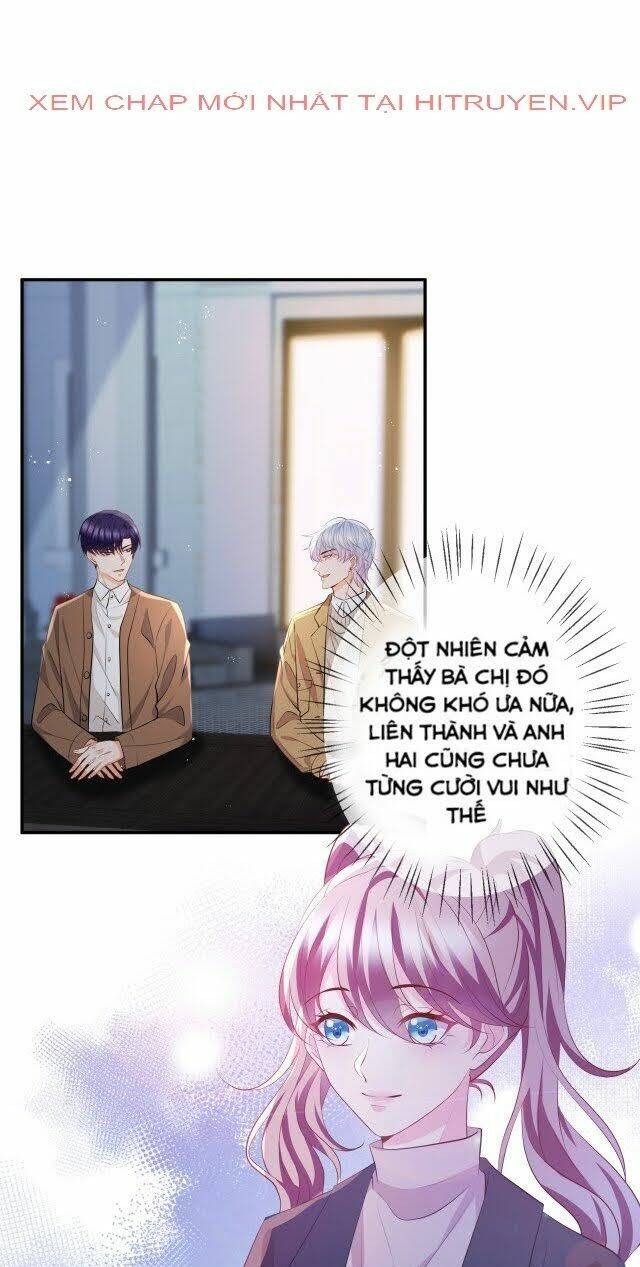 XEM CHAP MỚI NHẤT TẠI HITRUYEN.VIP
ĐỘT NHIÊN CẢM
THẤY BÀ CHỊ ĐÓ
KHÔNG KHÓ ƯA NỮA,
LIÊN THÀNH VÀ ANH
HAI CŨNG CHƯA
TỪNG CƯỜI VUI NHƯ
THẾ